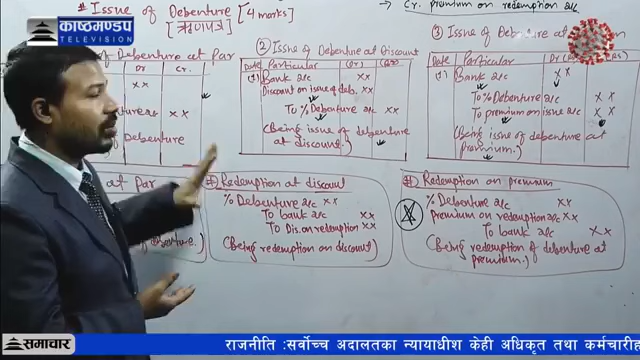 काष्ठमण्डप
TELEVISION
# Issue of Debenture [4 marks]
[ऋणपत्र]
Cr. premium on redemption a/c
of Debenture at Par
Dr Cr.
xx
xx
of Debenture
② Issue of Debenture at Discount
Date Particular (Dr) (Cr)
(1) Bank a/c xx
Discount on issue of deb. xx
To % Debenture a/c xx
(Being issue of debenture
at discount.)
③ Issue of Debenture at
Date Particular Dr
(1) Bank a/c xx
To % Debenture a/c xx
To premium on issue a/c xx
(Being issue of debenture at
premium.)
at Par
# Redemption at discount
% Debenture a/c xx
To bank a/c xx
To Dis. on redemption xx
(Being redemption on discount)
# Redemption on premium
% Debenture a/c xx
Premium on redemption a/c xx
To bank a/c xx
(Being redemption of debenture at
premium.)
समाचार
राजनीति :सर्वोच्च अदालतका न्यायाधीश केही अधिकृत तथा कर्मचारीह